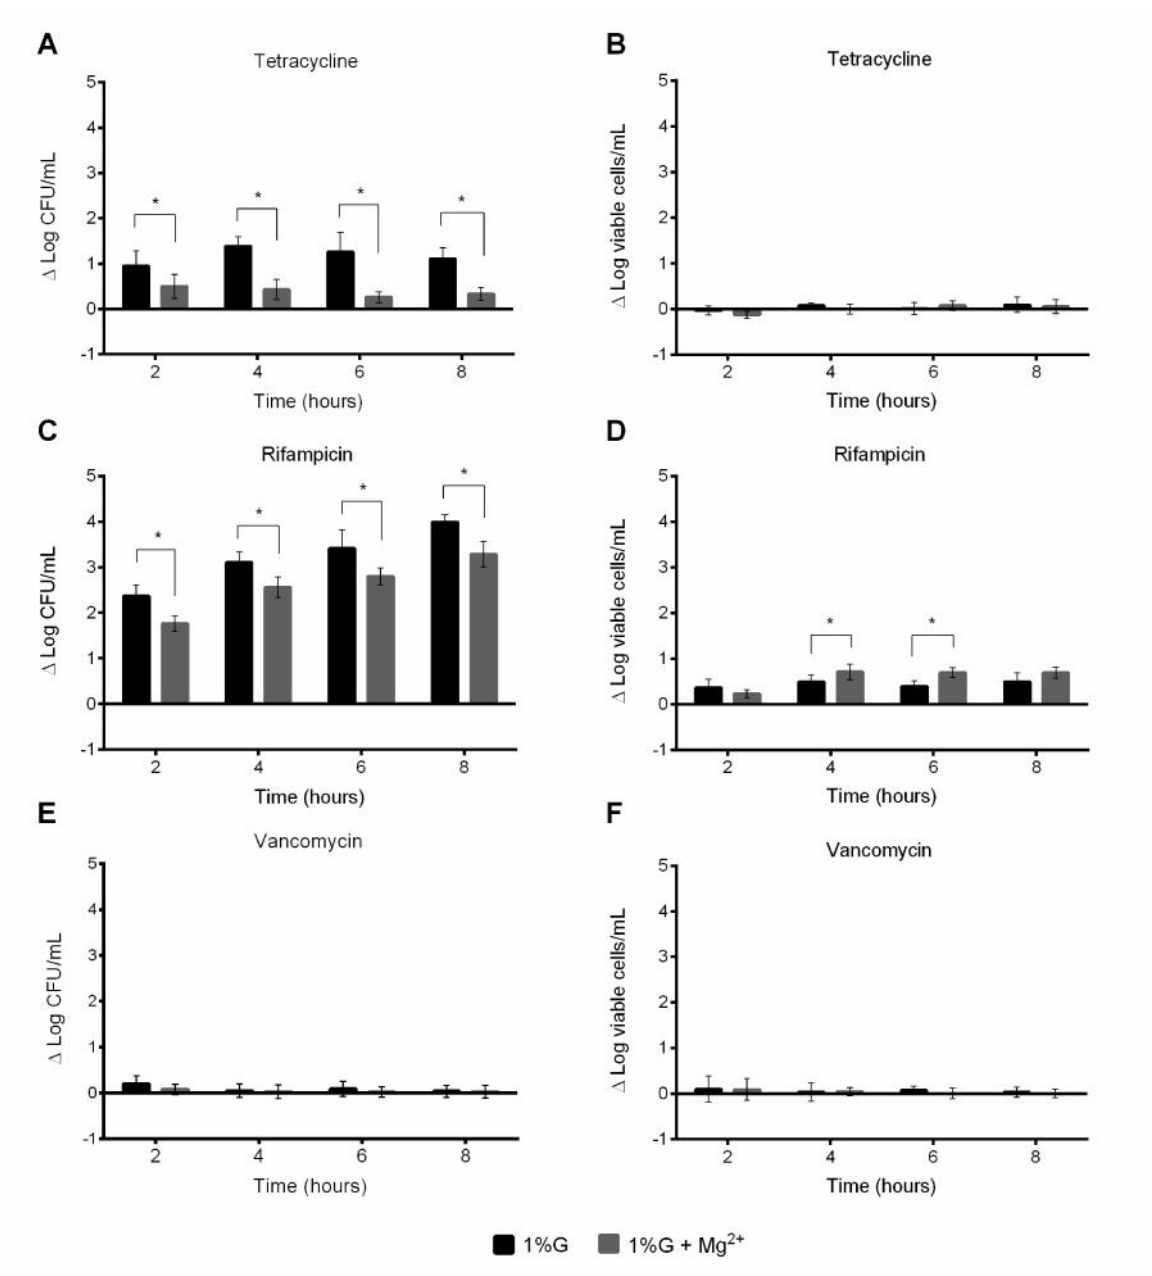 A
Tetracycline
5
4
3
2
1
0
-1
Δ Log CFU/mL
*
*
*
*
2 4 6 8
Time (hours)
B
Tetracycline
5
4
3
2
1
0
-1
Δ Log viable cells/mL
2 4 6 8
Time (hours)
C
Rifampicin
5
4
3
2
1
0
-1
Δ Log CFU/mL
*
*
*
*
2 4 6 8
Time (hours)
D
Rifampicin
5
4
3
2
1
0
-1
Δ Log viable cells/mL
*
*
2 4 6 8
Time (hours)
E
Vancomycin
5
4
3
2
1
0
-1
Δ Log CFU/mL
2 4 6 8
Time (hours)
F
Vancomycin
5
4
3
2
1
0
-1
Δ Log viable cells/mL
2 4 6 8
Time (hours)
1%G 1%G + Mg²⁺